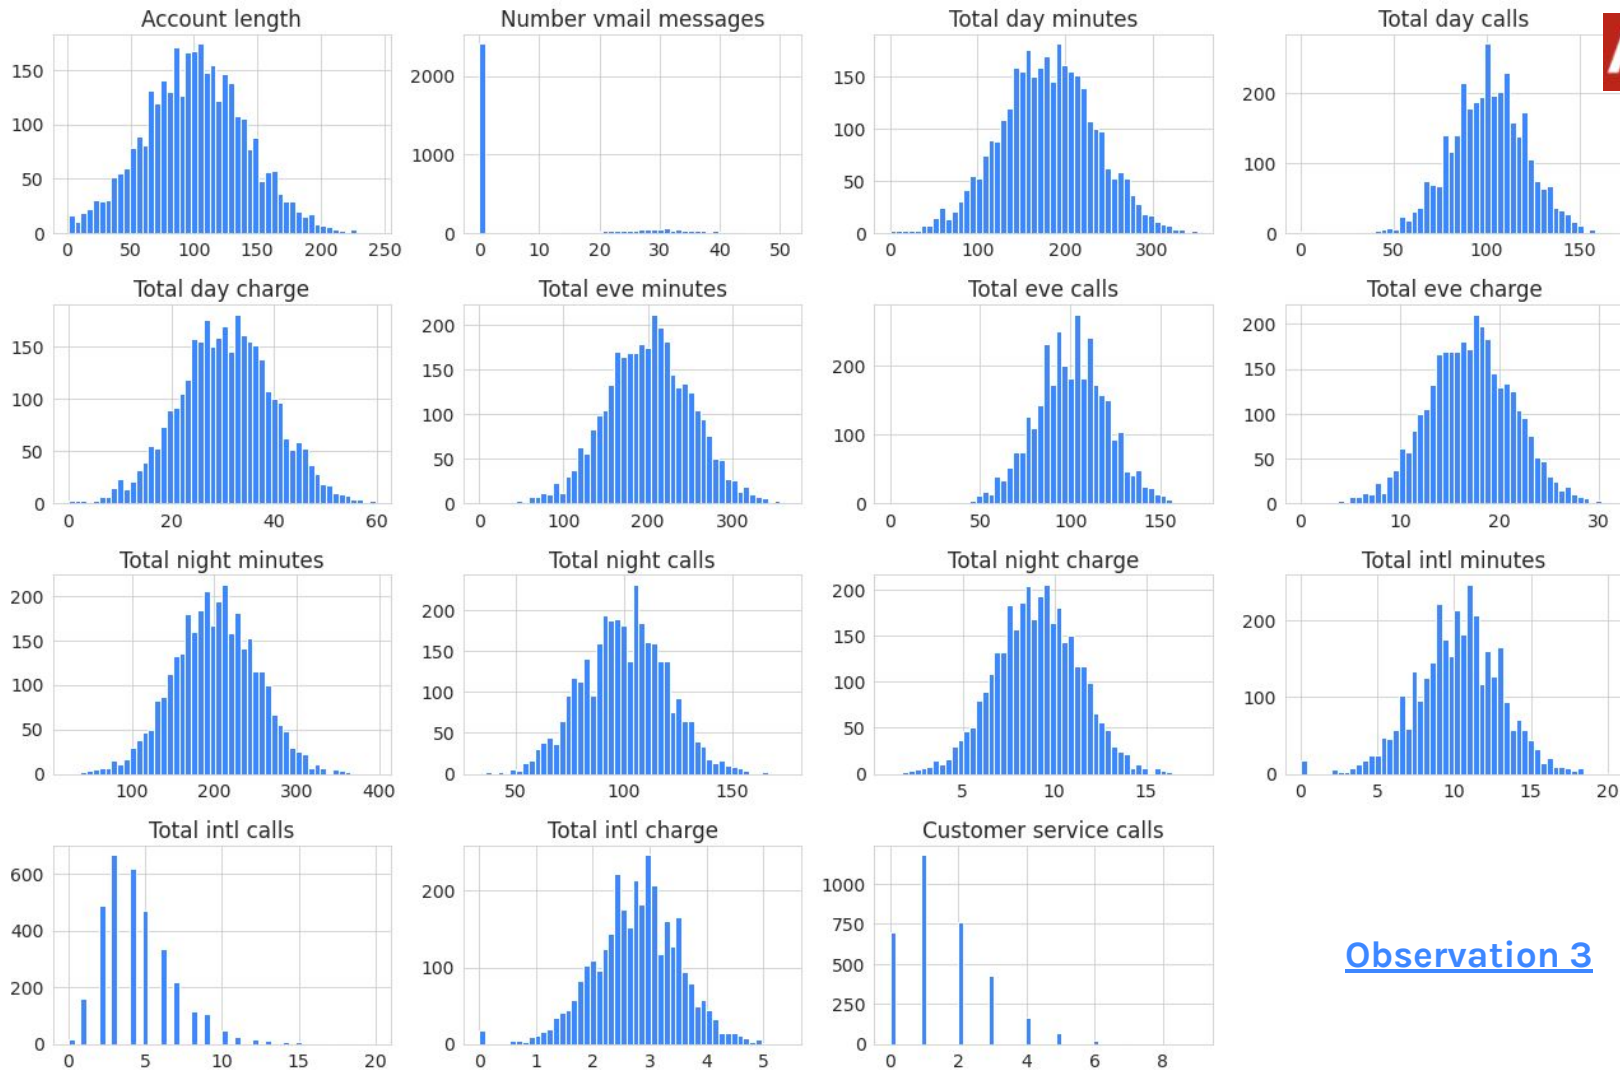 Account length
Number vmail messages
Total day minutes
Total day calls
150
100
50
0
0 50 100 150 200 250
2000
1000
0
0 10 20 30 40 50
150
100
50
0
100 200 300
200
100
0
0 50 100 150
Total day charge
Total eve minutes
Total eve calls
Total eve charge
150
100
50
0
0 20 40 60
200
150
100
50
0
0 100 200 300
200
100
0
0 50 100 150
200
150
100
50
0
0 10 20 30
Total night minutes
Total night calls
Total night charge
Total intl minutes
200
150
100
50
0
100 200 300 400
200
150
100
50
0
50 100 150
200
150
100
50
0
5 10 15
200
100
0
0 5 10 15 20
Total intl calls
Total intl charge
Customer service calls
600
400
200
0
0 5 10 15 20
200
100
0
0 1 2 3 4 5
1000
750
500
250
0
0 2 4 6 8
Observation 3